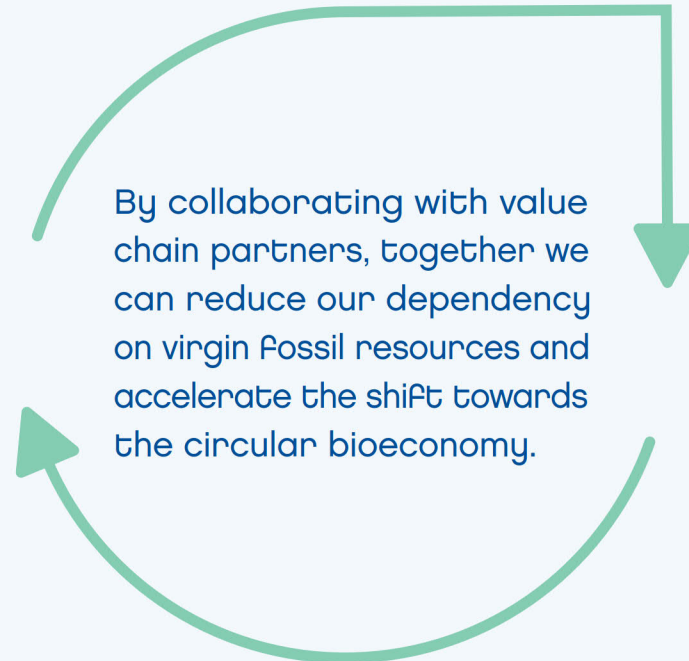 By collaborating with value
chain partners, together we
can reduce our dependency
on virgin fossil resources and
accelerate the shift towards
the circular bioeconomy.